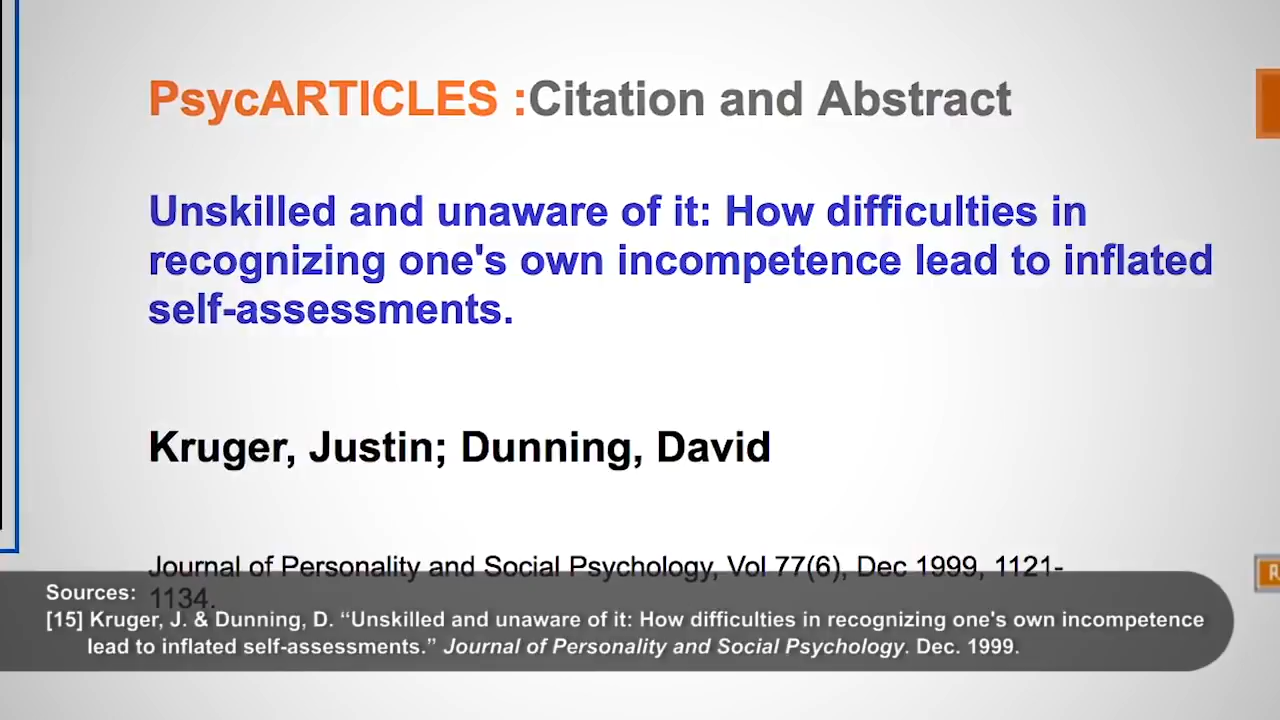 PsycARTICLES :Citation and Abstract
Unskilled and unaware of it: How difficulties in
recognizing one's own incompetence lead to inflated
self-assessments.
Kruger, Justin; Dunning, David
Journal of Personality and Social Psychology, Vol 77(6), Dec 1999, 1121-
1134.
Sources:
[15] Kruger, J. & Dunning, D. “Unskilled and unaware of it: How difficulties in recognizing one's own incompetence
lead to inflated self-assessments.” Journal of Personality and Social Psychology. Dec. 1999.